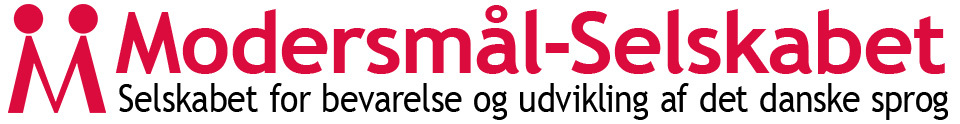 Modersmål-Selskabet
Selskabet for bevarelse og udvikling af det danske sprog